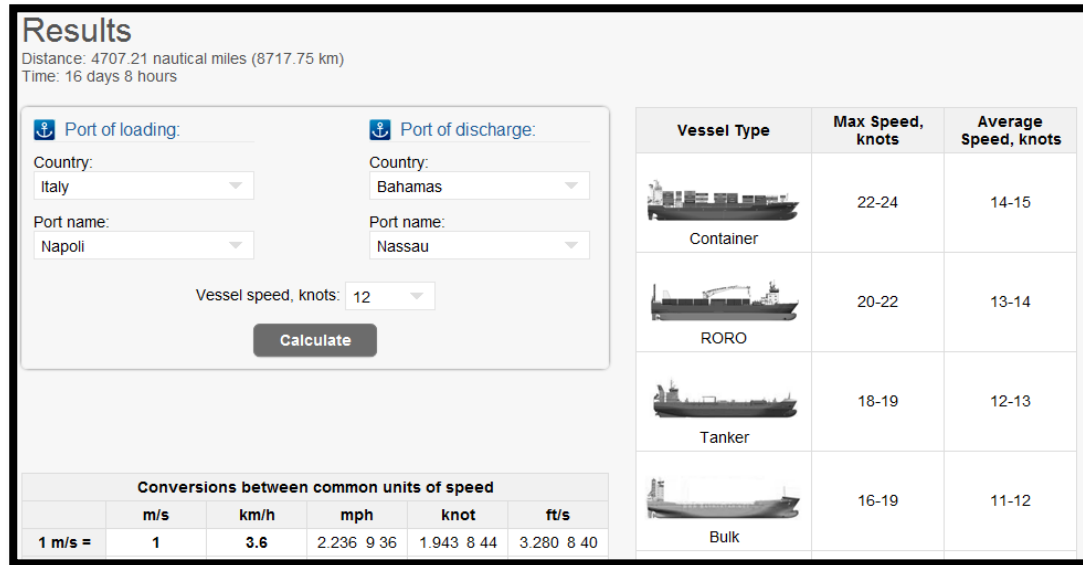 Results
Distance: 4707.21 nautical miles (8717.75 km)
Time: 16 days 8 hours
Port of loading:
Country:
Italy
Port name:
Napoli
Port of discharge:
Country:
Bahamas
Port name:
Nassau
Vessel speed, knots: 12
Calculate
Conversions between common units of speed
m/s km/h mph knot ft/s
1 m/s = 1 3.6 2.236 9 36 1.943 8 44 3.280 8 40
Vessel Type Max Speed, knots Average Speed, knots
Container 22-24 14-15
RORO 20-22 13-14
Tanker 18-19 12-13
Bulk 16-19 11-12